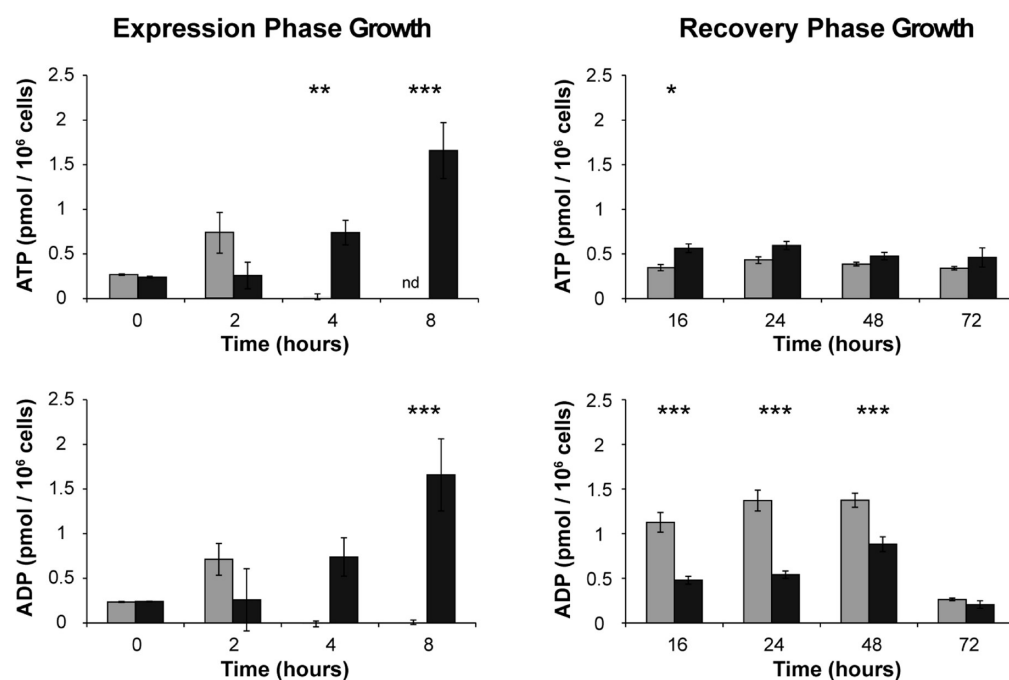 Expression Phase Growth
Recovery Phase Growth
ATP (pmol / 10⁶ cells)
2.5
2
1.5
1
0.5
0
** ***
nd
0 2 4 8
Time (hours)
ATP (pmol / 10⁶ cells)
2.5
2
1.5
1
0.5
0
*
16 24 48 72
Time (hours)
ADP (pmol / 10⁶ cells)
2.5
2
1.5
1
0.5
0
***
0 2 4 8
Time (hours)
ADP (pmol / 10⁶ cells)
2.5
2
1.5
1
0.5
0
*** *** ***
16 24 48 72
Time (hours)